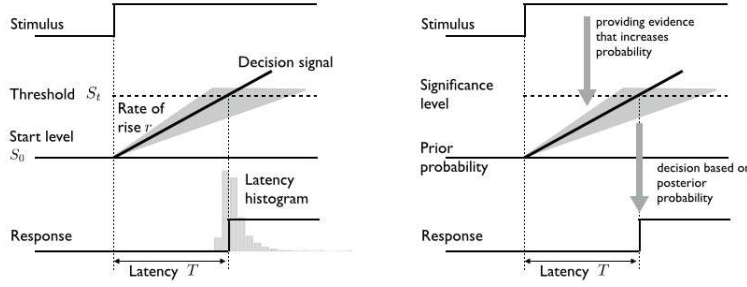 Stimulus
Decision signal
Threshold S_t
Rate of
rise r
Start level
S_0
Latency
histogram
Response
Latency T
Stimulus
providing evidence
that increases
probability
Significance
level
Prior
probability
decision based on
posterior
probability
Response
Latency T